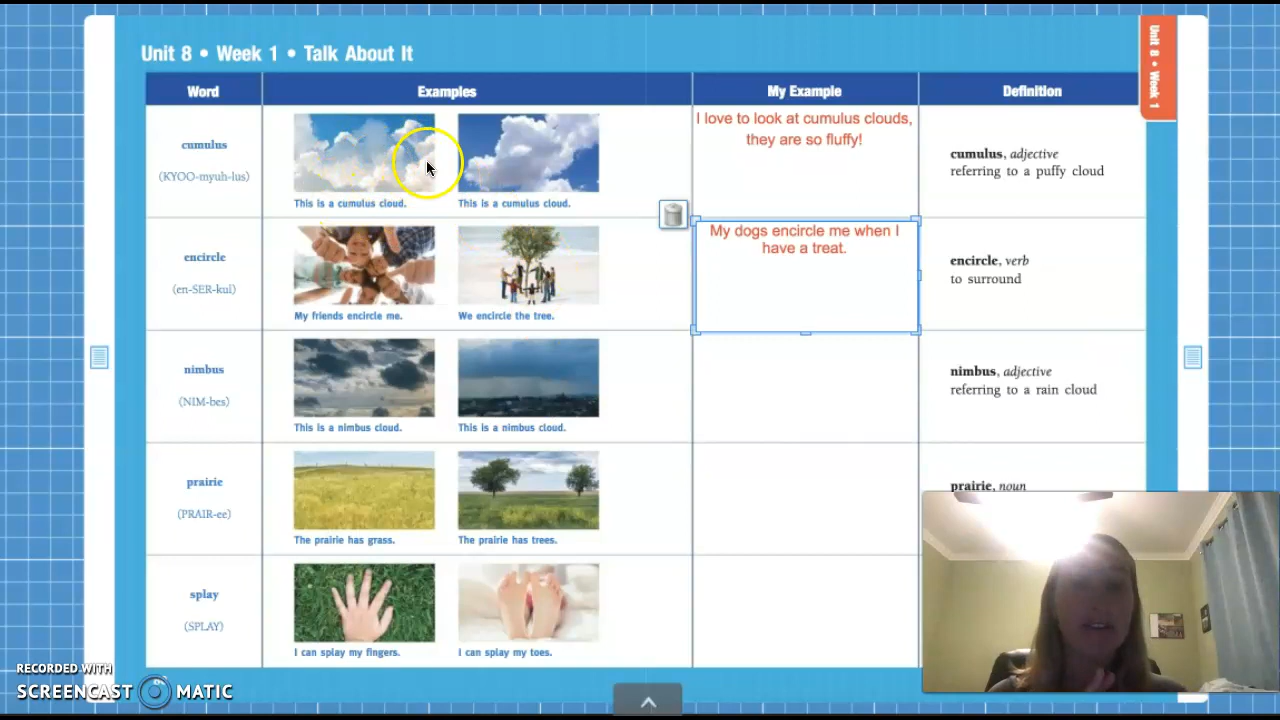 Unit 8 • Week 1 • Talk About It
Unit 8 • Week 1
Word
Examples
My Example
Definition
cumulus
(KYOO-myuh-lus)
This is a cumulus cloud.
This is a cumulus cloud.
I love to look at cumulus clouds,
they are so fluffy!
cumulus, adjective
referring to a puffy cloud
encircle
(en-SER-kul)
My friends encircle me.
We encircle the tree.
My dogs encircle me when I
have a treat.
encircle, verb
to surround
nimbus
(NIM-bes)
This is a nimbus cloud.
This is a nimbus cloud.
nimbus, adjective
referring to a rain cloud
prairie
(PRAIR-ee)
The prairie has grass.
The prairie has trees.
prairie, noun
splay
(SPLAY)
I can splay my fingers.
I can splay my toes.
RECORDED WITH
SCREENCAST MATIC